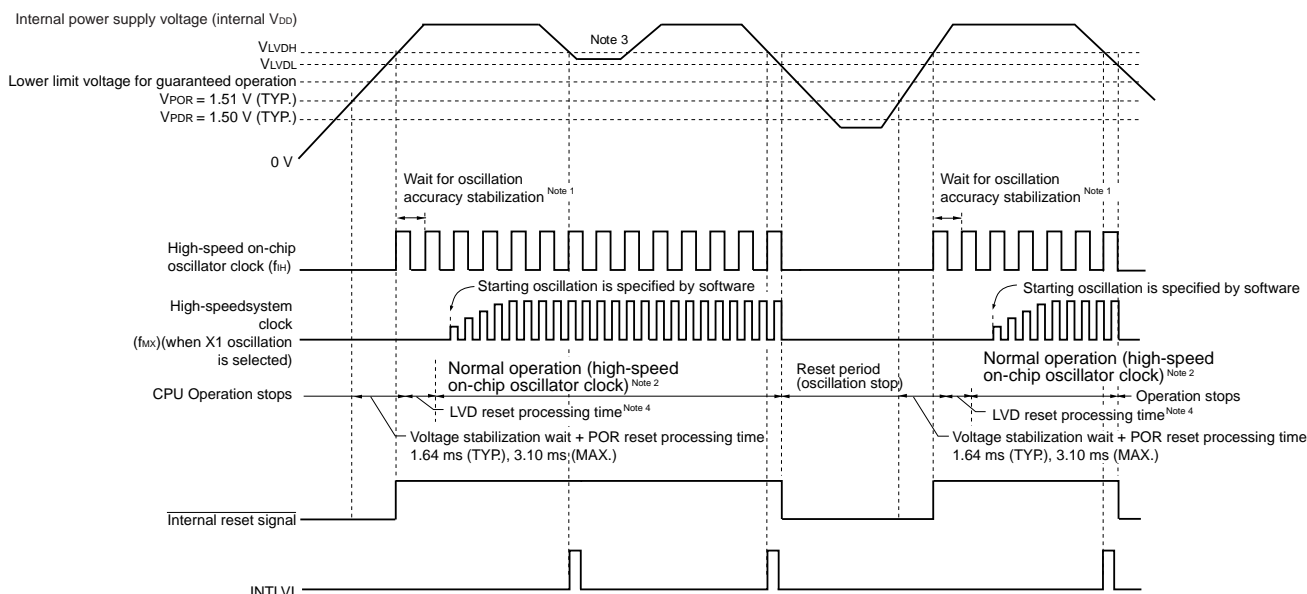 Internal power supply voltage (internal VDD)
VLVDH
Note 3
VLVDL
Lower limit voltage for guaranteed operation
VPOR = 1.51 V (TYP.)
VPDR = 1.50 V (TYP.)
0 V
Wait for oscillation
accuracy stabilization Note 1
Wait for oscillation
accuracy stabilization Note 1
High-speed on-chip
oscillator clock (fIH)
Starting oscillation is specified by software
Starting oscillation is specified by software
High-speedsystem
clock
(fMX)(when X1 oscillation
is selected)
Normal operation (high-speed
on-chip oscillator clock) Note 2
Reset period
(oscillation stop)
Normal operation (high-speed
on-chip oscillator clock) Note 2
CPU Operation stops
Operation stops
LVD reset processing time Note 4
LVD reset processing time Note 4
Voltage stabilization wait + POR reset processing time
1.64 ms (TYP.), 3.10 ms (MAX.)
Voltage stabilization wait + POR reset processing time
1.64 ms (TYP.), 3.10 ms (MAX.)
Internal reset signal
INTLVI